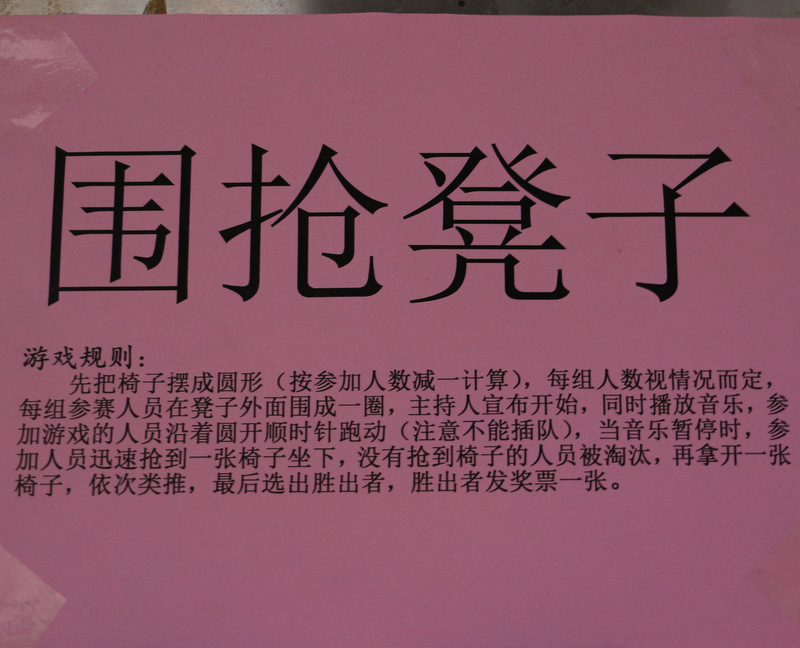 围抢凳子
游戏规则：
先把椅子摆成圆形（按参加人数减一计算），每组人数视情况而定，
每组参赛人员在凳子外面围成一圈，主持人宣布开始，同时播放音乐，参
加游戏的人员沿着圆开顺时针跑动（注意不能插队），当音乐暂停时，参
加人员迅速抢到一张椅子坐下，没有抢到椅子的人员被淘汰，再拿开一张
椅子，依次类推，最后选出胜出者，胜出者发奖票一张。